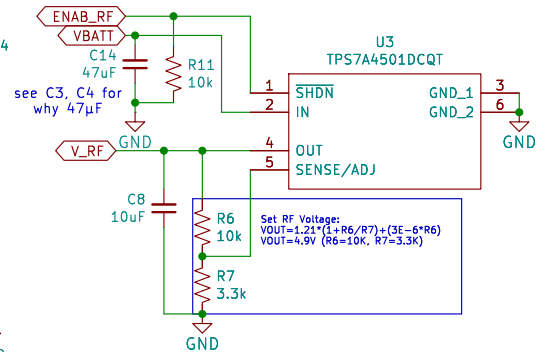 ENAB_RF
VBATT
4
C14
47uF
R11
10k
see C3, C4 for
why 47µF
GND
U3
TPS7A4501DCQT
1
SHDN
2
IN
GND_1
3
GND_2
6
GND
V_RF
4
OUT
5
SENSE/ADJ
C8
10uF
R6
10k
R7
3.3k
Set RF Voltage:
VOUT=1.21*(1+R6/R7)+(3E-6*R6)
VOUT=4.9V (R6=10K, R7=3.3K)
GND